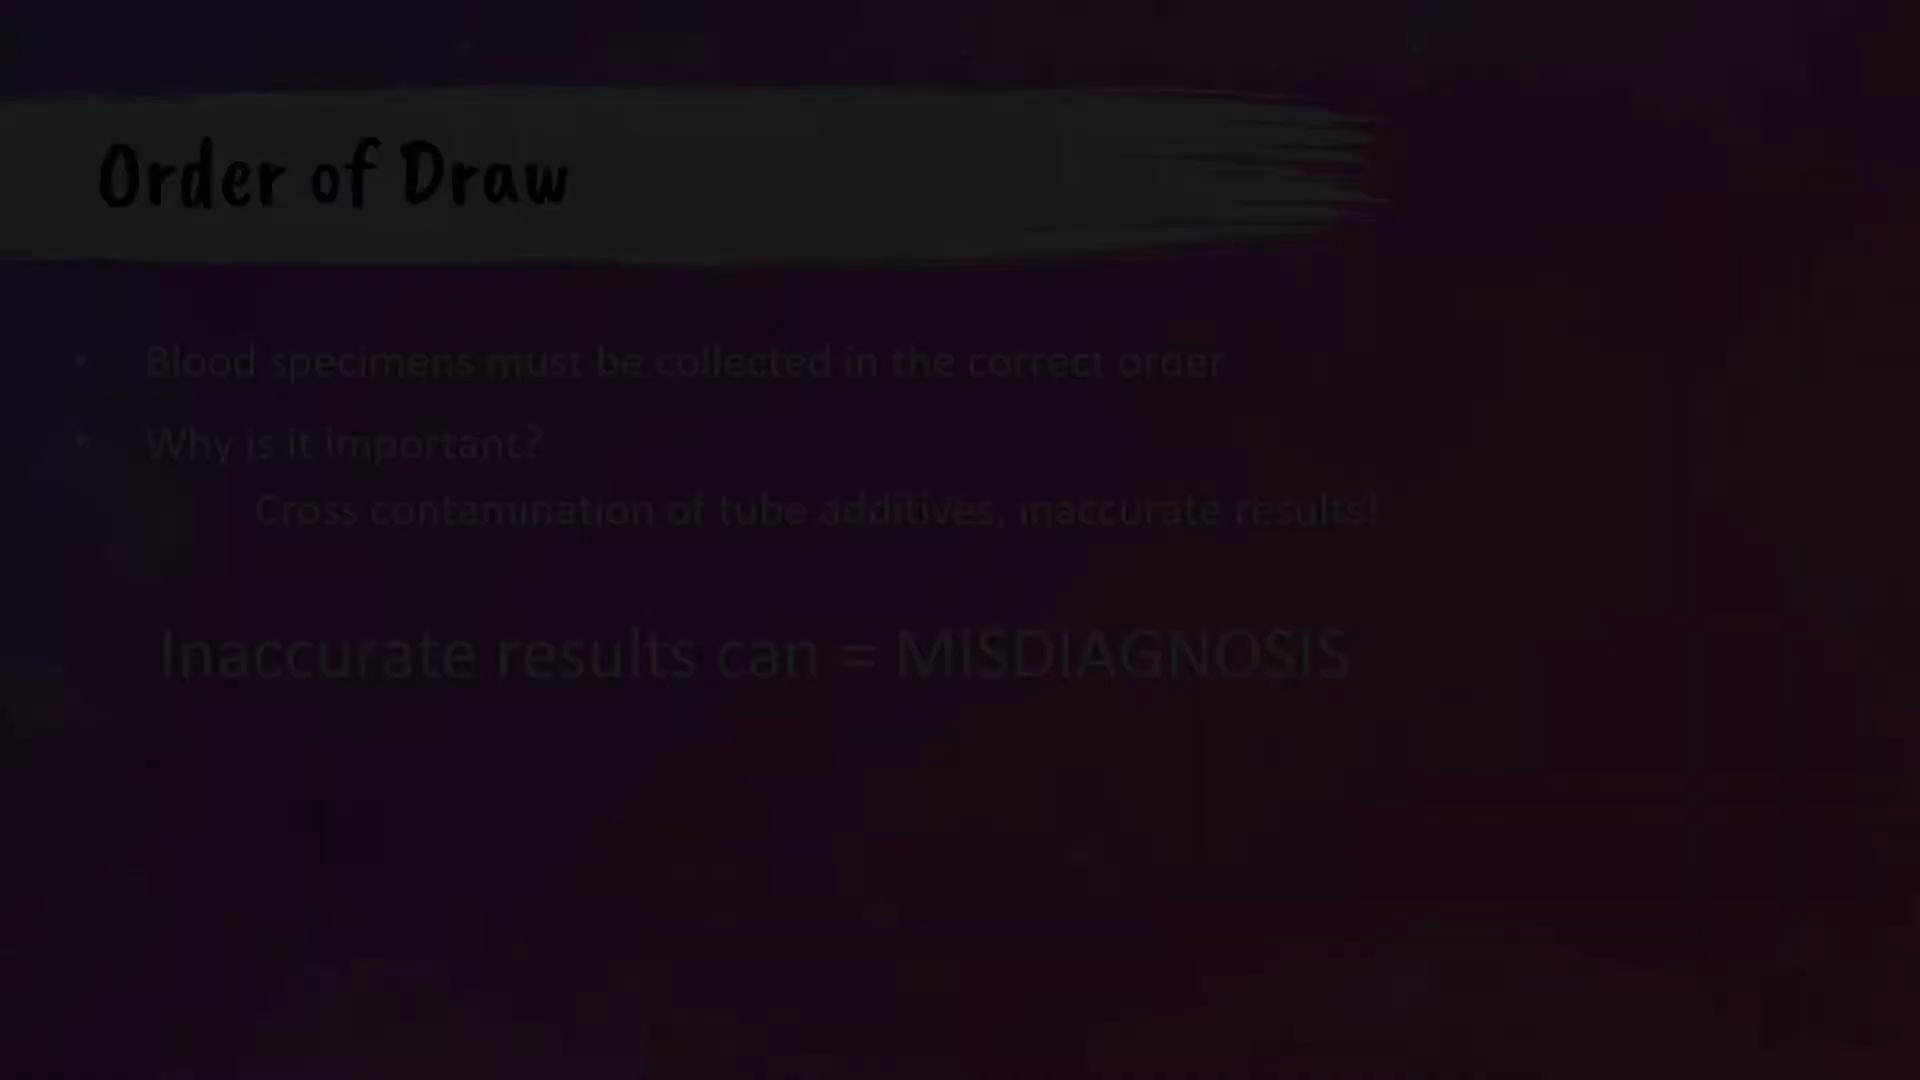 Order of Draw
• Blood specimens must be collected in the correct order
• Why is it important?
Cross contamination of tube additives, inaccurate results!
Inaccurate results can = MISDIAGNOSIS